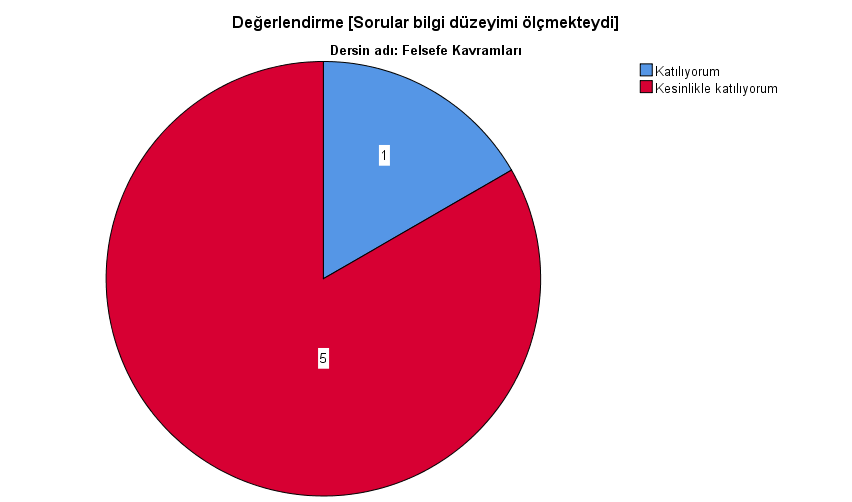 Değerlendirme [Sorular bilgi düzeyimi ölçmekteydi]
Dersin adı: Felsefe Kavramları
Katılıyorum
Kesinlikle katılıyorum
1
5